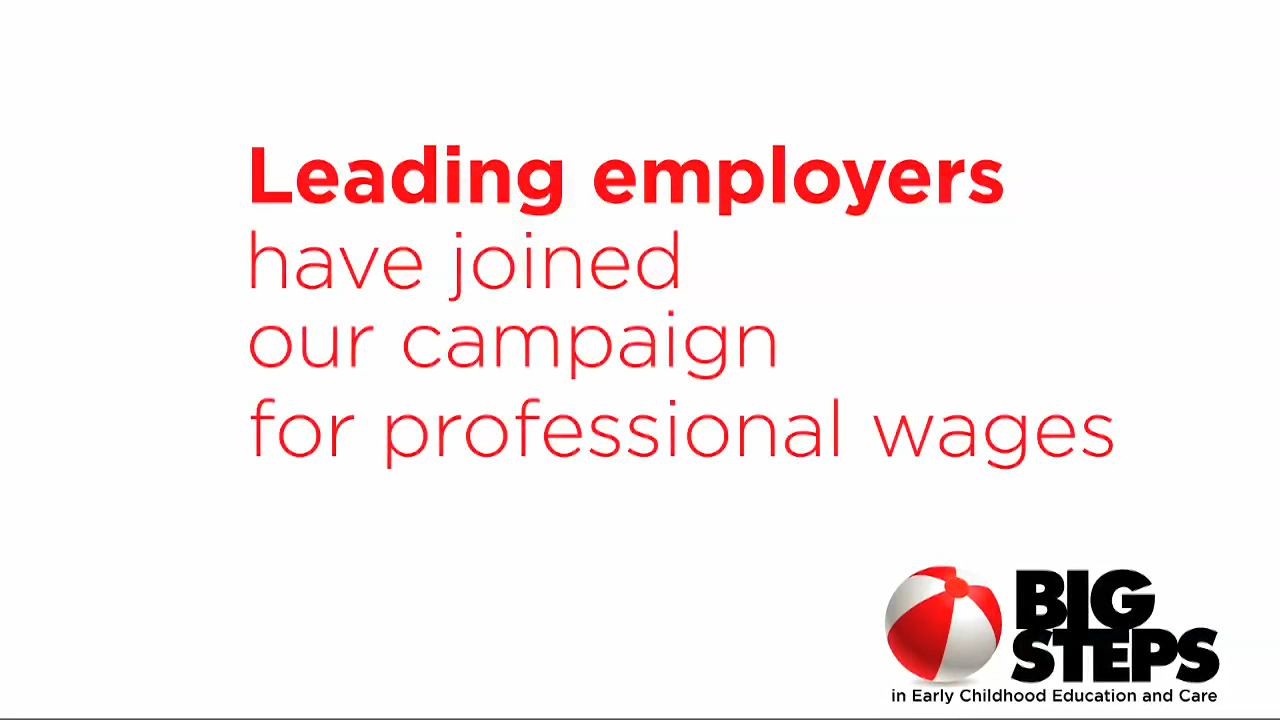 Leading employers
have joined
our campaign
for professional wages
BIG
STEPS
in Early Childhood Education and Care